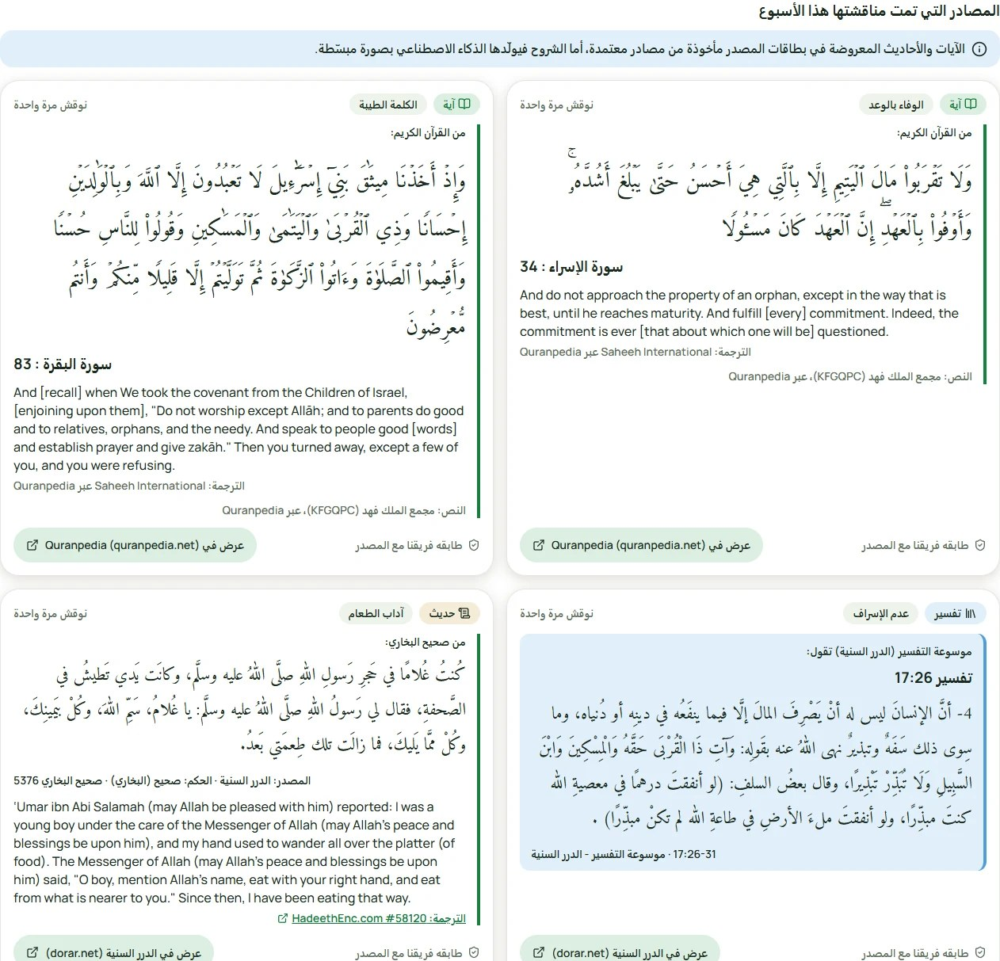 المصادر التي تمت مناقشتها هذا الأسبوع
الآيات والأحاديث المعروضة في بطاقات المصدر مأخوذة من مصادر معتمدة، أما الشروح فيولّدها الذكاء الاصطناعي بصورة مبسّطة.
آية
الوفاء بالوعد
نوقش مرة واحدة
من القرآن الكريم:
وَلَا تَقۡرَبُواْ مَالَ ٱلۡيَتِيمِ إِلَّا بِٱلَّتِي هِيَ أَحۡسَنُ حَتَّىٰ يَبۡلُغَ أَشُدَّهُۥۚ
وَأَوۡفُواْ بِٱلۡعَهۡدِۖ إِنَّ ٱلۡعَهۡدَ كَانَ مَسۡـُٔولٗا
سورة الإسراء : 34
And do not approach the property of an orphan, except in the way that is
best, until he reaches maturity. And fulfill [every] commitment. Indeed, the
commitment is ever [that about which one will be] questioned.
الترجمة: Saheeh International عبر Quranpedia
النص: مجمع الملك فهد (KFGQPC)، عبر Quranpedia
طابقه فريقنا مع المصدر
عرض في Quranpedia (quranpedia.net)
آية
الكلمة الطيبة
نوقش مرة واحدة
من القرآن الكريم:
وَإِذۡ أَخَذۡنَا مِيثَٰقَ بَنِيٓ إِسۡرَٰٓءِيلَ لَا تَعۡبُدُونَ إِلَّا ٱللَّهَ وَبِٱلۡوَٰلِدَيۡنِ
إِحۡسَانٗا وَذِي ٱلۡقُرۡبَىٰ وَٱلۡيَتَٰمَىٰ وَٱلۡمَسَٰكِينِ وَقُولُواْ لِلنَّاسِ حُسۡنٗا
وَأَقِيمُواْ ٱلصَّلَوٰةَ وَءَاتُواْ ٱلزَّكَوٰةَ ثُمَّ تَوَلَّيۡتُمۡ إِلَّا قَلِيلٗا مِّنكُمۡ وَأَنتُم
مُّعۡرِضُونَ
سورة البقرة : 83
And [recall] when We took the covenant from the Children of Israel,
[enjoining upon them], "Do not worship except Allāh; and to parents do good
and to relatives, orphans, and the needy. And speak to people good [words]
and establish prayer and give zakāh." Then you turned away, except a few of
you, and you were refusing.
الترجمة: Saheeh International عبر Quranpedia
النص: مجمع الملك فهد (KFGQPC)، عبر Quranpedia
طابقه فريقنا مع المصدر
عرض في Quranpedia (quranpedia.net)
تفسير
عدم الإسراف
نوقش مرة واحدة
موسوعة التفسير (الدرر السنية) تقول:
تفسير 17:26
4- أنَّ الإنسانَ ليس له أنْ يَصْرِفَ المالَ إلَّا فيما ينفَعُه في دينِه أو دُنياه، وما
سِوى ذلك سَفَهٌ وتبذيرٌ نهى اللهُ عنه بقَولِه: وَآتِ ذَا الْقُرْبَى حَقَّهُ وَالْمِسْكِينَ وَابْنَ
السَّبِيلِ وَلَا تُبَذِّرْ تَبْذِيرًا، وقال بعضُ السلفِ: (لو أنفقتَ درهمًا في معصيةِ اللهِ
كنتَ مبذِّرًا، ولو أنفقتَ ملءَ الأرضِ في طاعةِ اللهِ لم تكنْ مبذِّرًا) .
17:26-31 · موسوعة التفسير - الدرر السنية
طابقه فريقنا مع المصدر
عرض في الدرر السنية (dorar.net)
حديث
آداب الطعام
نوقش مرة واحدة
من صحيح البخاري:
كُنتُ غُلامًا في حَجرِ رَسولِ اللهِ صلَّى اللهُ عليه وسلَّم، وكانَت يَدي تَطيشُ في
الصَّحفةِ، فقال لي رَسولُ اللهِ صلَّى اللهُ عليه وسلَّم: يا غُلامُ، سَمِّ اللهَ، وكُلْ بيَمينِكَ،
وكُلْ ممَّا يَليكَ، فما زالَت تلك طِعمَتي بَعدُ.
المصدر: الدرر السنية · الحكم: صحيح (البخاري) · صحيح البخاري 5376
‘Umar ibn Abi Salamah (may Allah be pleased with him) reported: I was a
young boy under the care of the Messenger of Allah (may Allah’s peace and
blessings be upon him), and my hand used to wander all over the platter (of
food). The Messenger of Allah (may Allah’s peace and blessings be upon
him) said, "O boy, mention Allah’s name, eat with your right hand, and eat
from what is nearer to you." Since then, I have been eating that way.
الترجمة: HadeethEnc.com #58120
طابقه فريقنا مع المصدر
عرض في الدرر السنية (dorar.net)